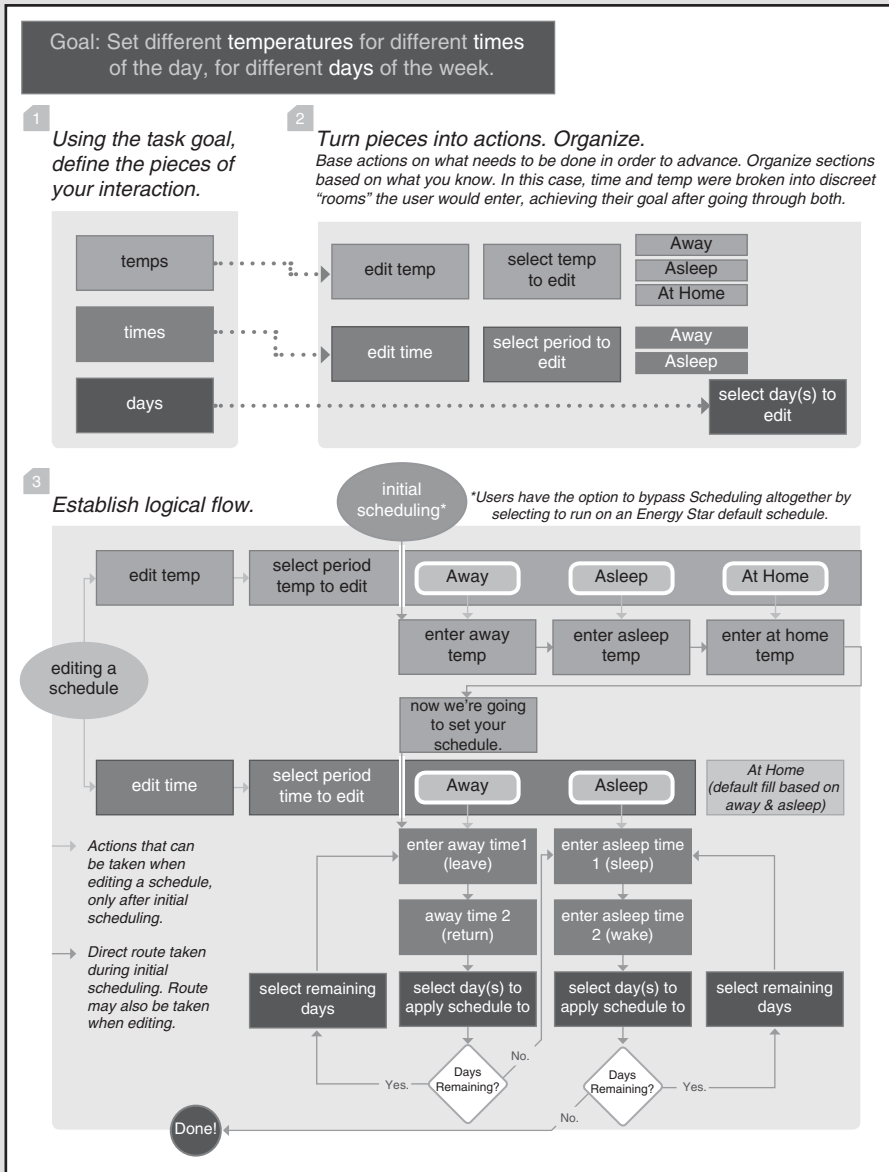 Goal: Set different temperatures for different times
of the day, for different days of the week.
1
Using the task goal,
define the pieces of
your interaction.
temps
times
days
2
Turn pieces into actions. Organize.
Base actions on what needs to be done in order to advance. Organize sections
based on what you know. In this case, time and temp were broken into discreet
“rooms” the user would enter, achieving their goal after going through both.
edit temp
select temp
to edit
Away
Asleep
At Home
edit time
select period to
edit
Away
Asleep
select day(s) to
edit
3
Establish logical flow.
initial
scheduling*
*Users have the option to bypass Scheduling altogether by
selecting to run on an Energy Star default schedule.
edit temp
select period
temp to edit
Away
Asleep
At Home
enter away
temp
enter asleep
temp
enter at home
temp
editing a
schedule
now we’re going
to set your
schedule.
edit time
select period
time to edit
Away
Asleep
At Home
(default fill based on
away & asleep)
Actions that can
be taken when
editing a schedule,
only after initial
scheduling.
Direct route taken
during initial
scheduling. Route
may also be taken
when editing.
enter away time1
(leave)
enter asleep time
1 (sleep)
away time 2
(return)
enter asleep time
2 (wake)
select remaining
days
select day(s) to
apply schedule to
select day(s) to
apply schedule to
select remaining
days
Days
Remaining?
Yes.
No.
Days
Remaining?
Yes.
No.
Done!